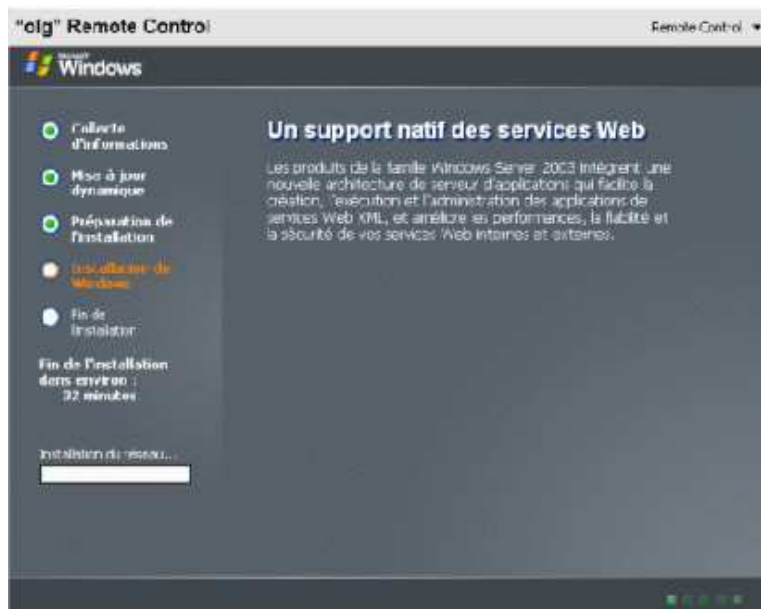 "olg" Remote Control
Remote Control
Microsoft
Windows
Collecte
d'informations
Mise à jour
dynamique
Préparation de
l'installation
Installation de
Windows
Fin de
l'installation
Fin de l'installation
dans environ :
32 minutes
Installation du réseau...
Un support natif des services Web
Les produits de la famille Windows Server 2003 intègrent une
nouvelle architecture de serveur d'applications qui facilite la
création, l'exécution et l'administration des applications de
services Web XML, et améliore les performances, la fiabilité et
la sécurité de vos services Web internes et externes.